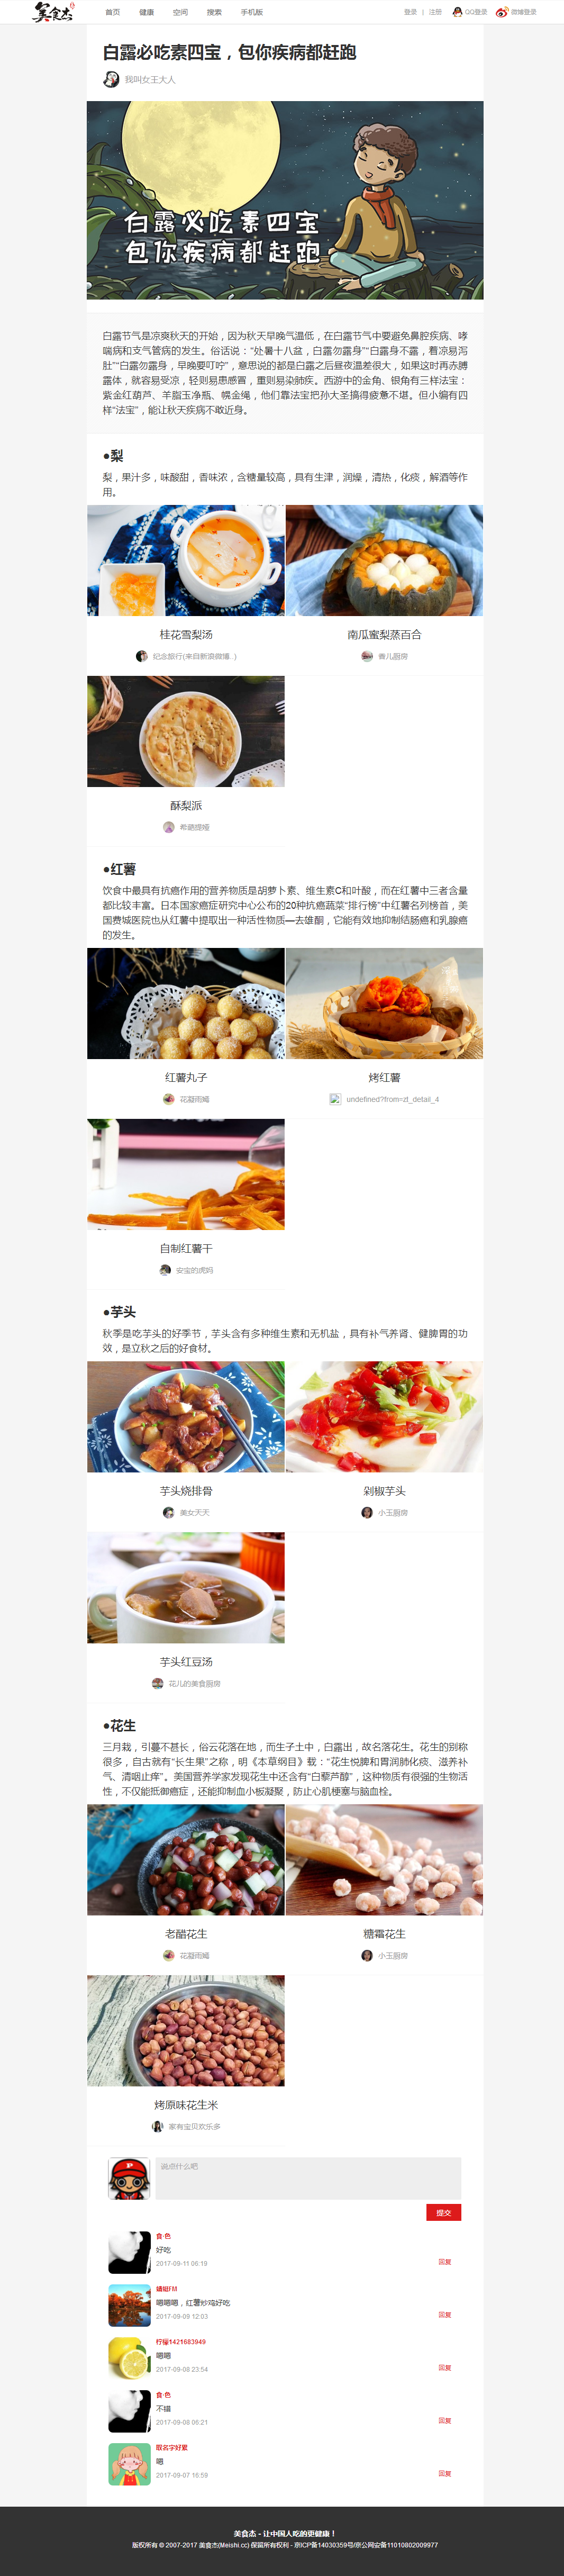 美食杰
首页 健康 空间 搜索 手机版
登录 | 注册 QQ登录 微博登录
白露必吃素四宝，包你疾病都赶跑
我叫女王大人
白露必吃素四宝
包你疾病都赶跑
白露节气是凉爽秋天的开始，因为秋天早晚气温低，在白露节气中要避免鼻腔疾病、哮
喘病和支气管病的发生。俗话说：“处暑十八盆，白露勿露身”“白露身不露，着凉易泻
肚”“白露勿露身，早晚要叮咛”，意思说的都是白露之后昼夜温差很大，如果这时再赤膊
露体，就容易受凉，轻则易患感冒，重则易染肺疾。西游中的金角、银角有三样法宝：
紫金红葫芦、羊脂玉净瓶、幌金绳，他们靠法宝把孙大圣搞得疲惫不堪。但小编有四
样“法宝”，能让秋天疾病不敢近身。
●梨
梨，果汁多，味酸甜，香味浓，含糖量较高，具有生津，润燥，清热，化痰，解酒等作
用。
桂花雪梨汤
纪念旅行(来自新浪微博..)
南瓜蜜梨蒸百合
香儿厨房
酥梨派
希葩缇娅
●红薯
饮食中最具有抗癌作用的营养物质是胡萝卜素、维生素C和叶酸，而在红薯中三者含量
都比较丰富。日本国家癌症研究中心公布的20种抗癌蔬菜“排行榜”中红薯名列榜首，美
国费城医院也从红薯中提取出一种活性物质—去雄酮，它能有效地抑制结肠癌和乳腺癌
的发生。
红薯丸子
花凝雨嫣
烤红薯
undefined?from=zt_detail_4
自制红薯干
安宝的虎妈
●芋头
秋季是吃芋头的好季节，芋头含有多种维生素和无机盐，具有补气养肾、健脾胃的功
效，是立秋之后的好食材。
芋头烧排骨
美女天天
剁椒芋头
小玉厨房
芋头红豆汤
花儿的美食厨房
●花生
三月栽，引蔓不甚长，俗云花落在地，而生子土中，白露出，故名落花生。花生的别称
很多，自古就有“长生果”之称，明《本草纲目》载：“花生悦脾和胃润肺化痰、滋养补
气、清咽止痒”。美国营养学家发现花生中还含有“白藜芦醇”，这种物质有很强的生物活
性，不仅能抵御癌症，还能抑制血小板凝聚，防止心肌梗塞与脑血栓。
老醋花生
花凝雨嫣
糖霜花生
小玉厨房
烤原味花生米
家有宝贝欢乐多
说点什么吧
提交
食·色
好吃
2017-09-11 06:18 回复
蜻蜓FM
嗯嗯嗯，红薯炒鸡好吃
2017-09-09 12:03 回复
柠檬1421683949
嗯嗯
2017-09-08 23:54 回复
食·色
不错
2017-09-08 06:21 回复
取名字好累
嗯
2017-09-07 16:59 回复
美食杰 - 让中国人吃的更健康！
版权所有 © 2007-2017 美食杰(Meishi.cc) 保留所有权利 - 京ICP备14030359号/京公网安备11010802009977